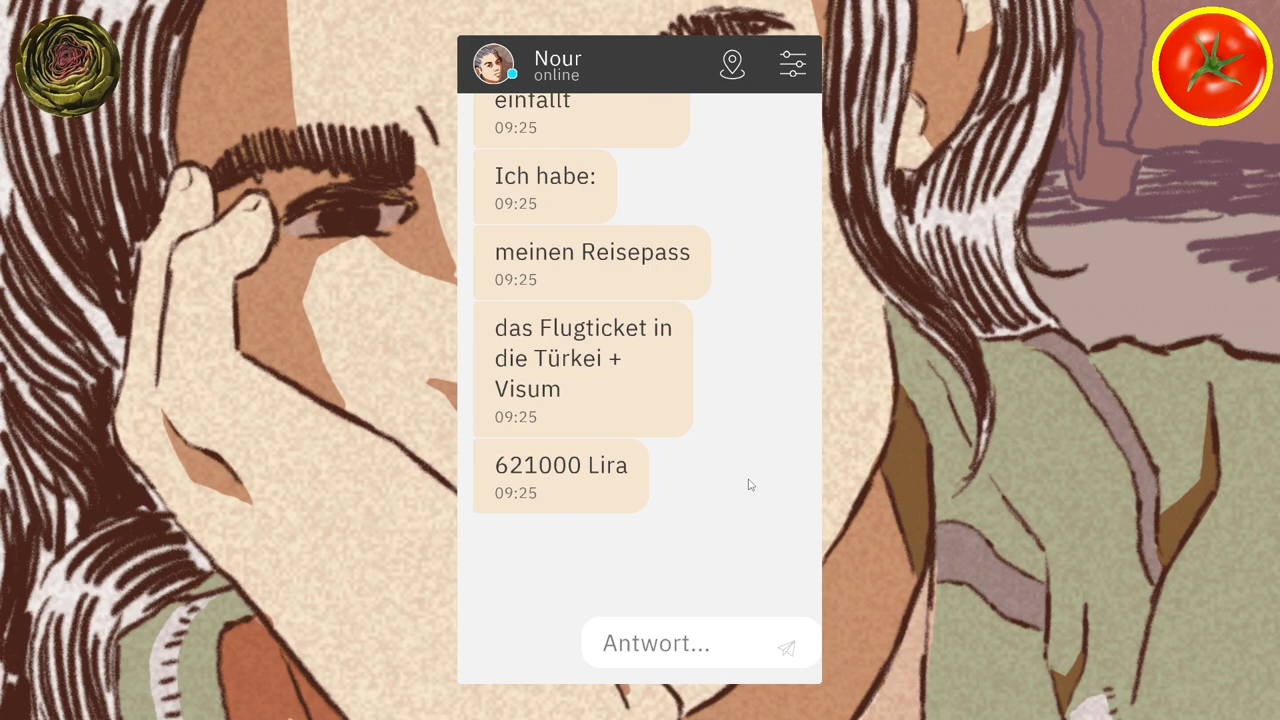 Nour
online
einfällt
09:25
Ich habe:
09:25
meinen Reisepass
09:25
das Flugticket in
die Türkei +
Visum
09:25
621000 Lira
09:25
Antwort...